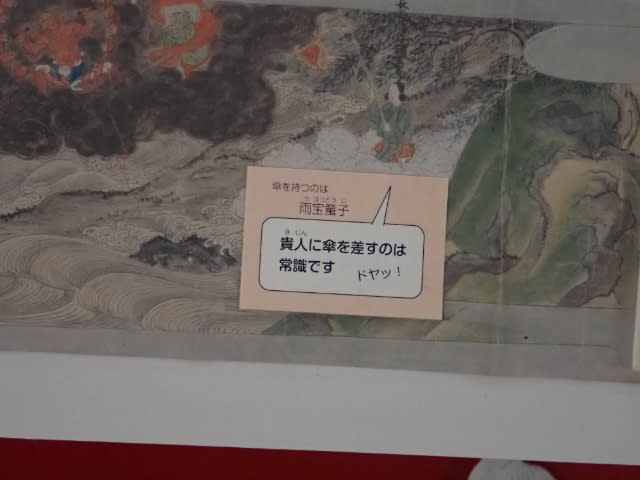 長
傘を持つのは
う ほうどう じ
雨宝童子
き じん
貴人に傘を差すのは
常識です
ドヤッ！